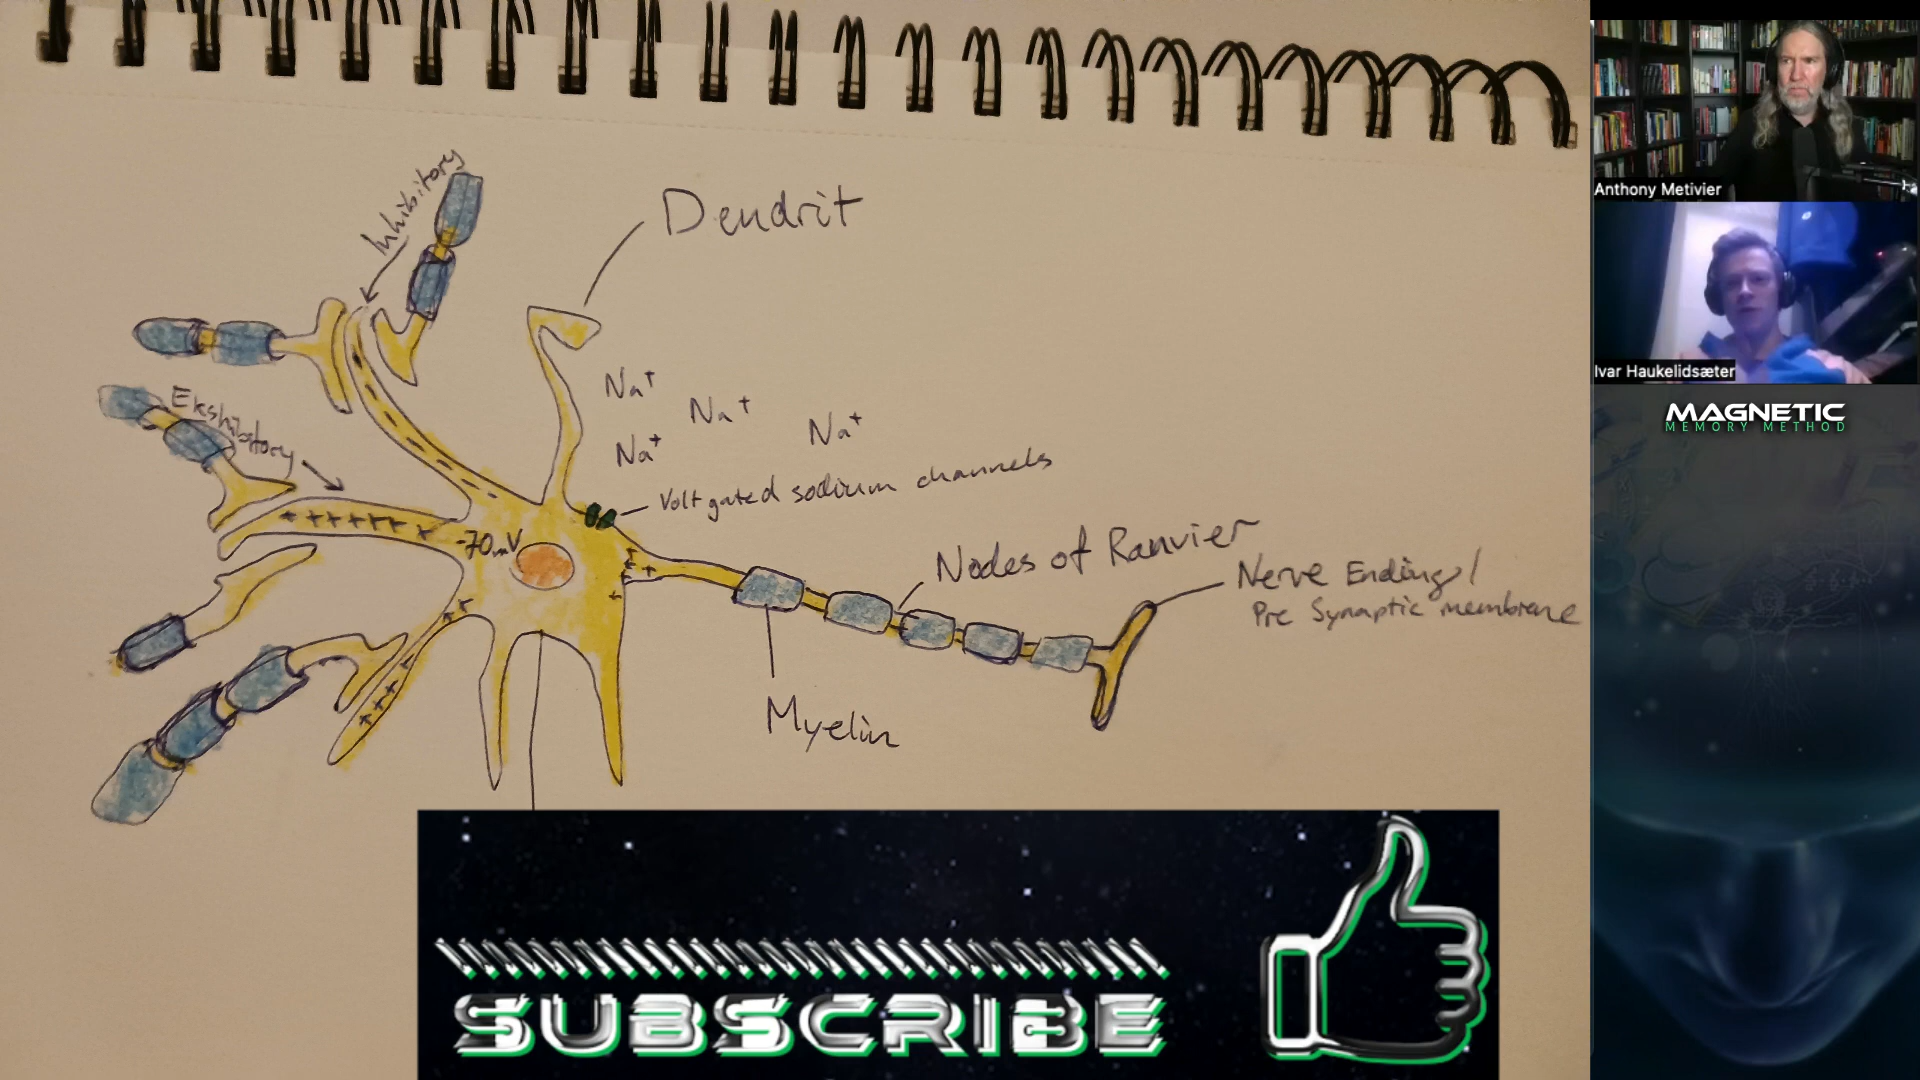 Inhibitory
Dendrit
Ekshibitory
Na+
Na+
Na+
Na+
Volt gated sodium channels
-70mV
Nodes of Ranvier
Nerve Ending/
Pre Synaptic membrane
Myelin
SUBSCRIBE
Anthony Metivier
Ivar Haukelidsæter
MAGNETIC
MEMORY METHOD